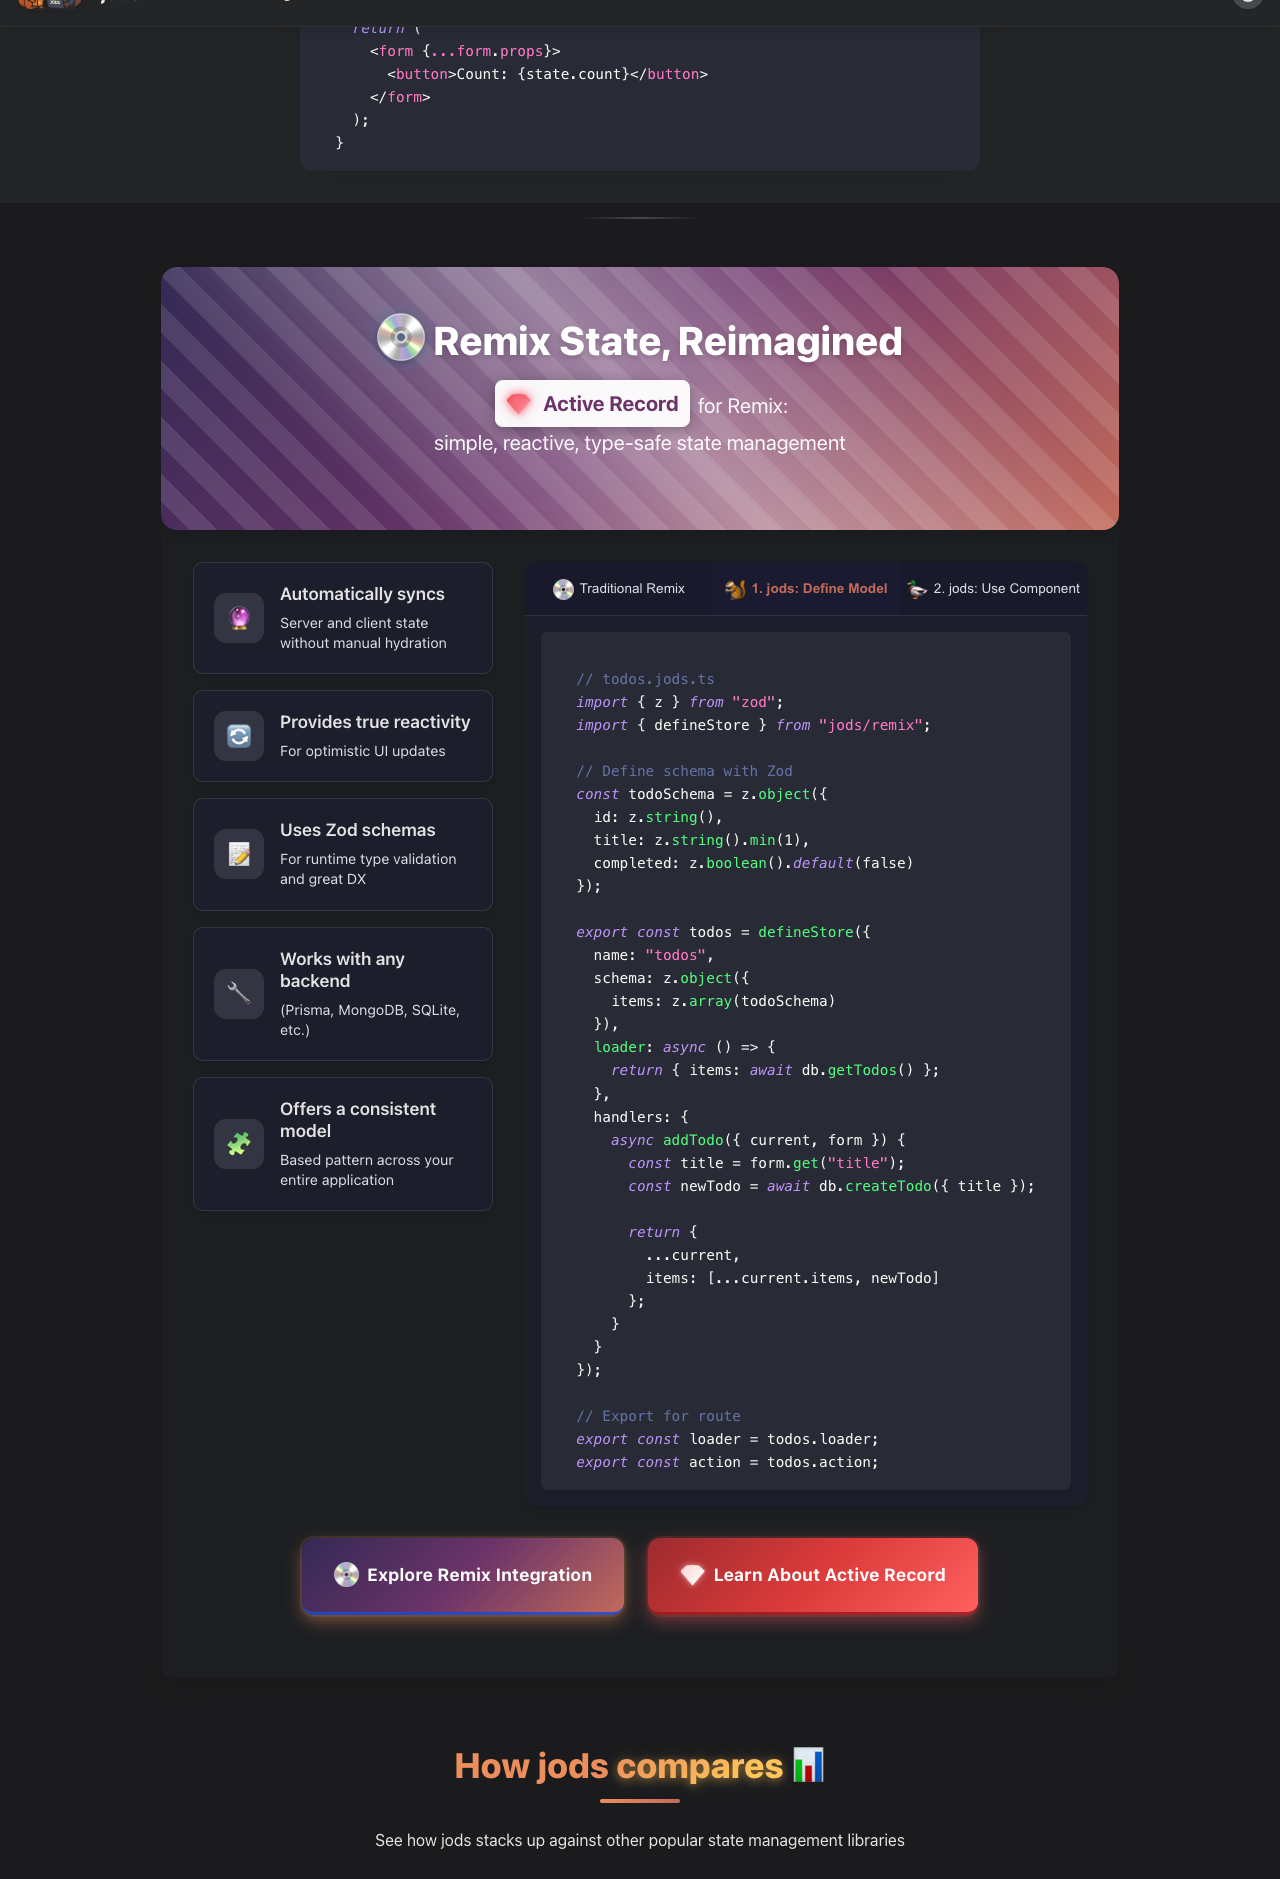 return (
<form {...form.props}>
<button>Count: {state.count}</button>
</form>
);
}
Remix State, Reimagined
Active Record for Remix:
simple, reactive, type-safe state management
Automatically syncs
Server and client state
without manual hydration
Provides true reactivity
For optimistic UI updates
Uses Zod schemas
For runtime type validation
and great DX
Works with any
backend
(Prisma, MongoDB, SQLite,
etc.)
Offers a consistent
model
Based pattern across your
entire application
Traditional Remix
1. jods: Define Model
2. jods: Use Component
// todos.jods.ts
import { z } from "zod";
import { defineStore } from "jods/remix";
// Define schema with Zod
const todoSchema = z.object({
id: z.string(),
title: z.string().min(1),
completed: z.boolean().default(false)
});
export const todos = defineStore({
name: "todos",
schema: z.object({
items: z.array(todoSchema)
}),
loader: async () => {
return { items: await db.getTodos() };
},
handlers: {
async addTodo({ current, form }) {
const title = form.get("title");
const newTodo = await db.createTodo({ title });
return {
...current,
items: [...current.items, newTodo]
};
}
}
});
// Export for route
export const loader = todos.loader;
export const action = todos.action;
Explore Remix Integration
Learn About Active Record
How jods compares
See how jods stacks up against other popular state management libraries